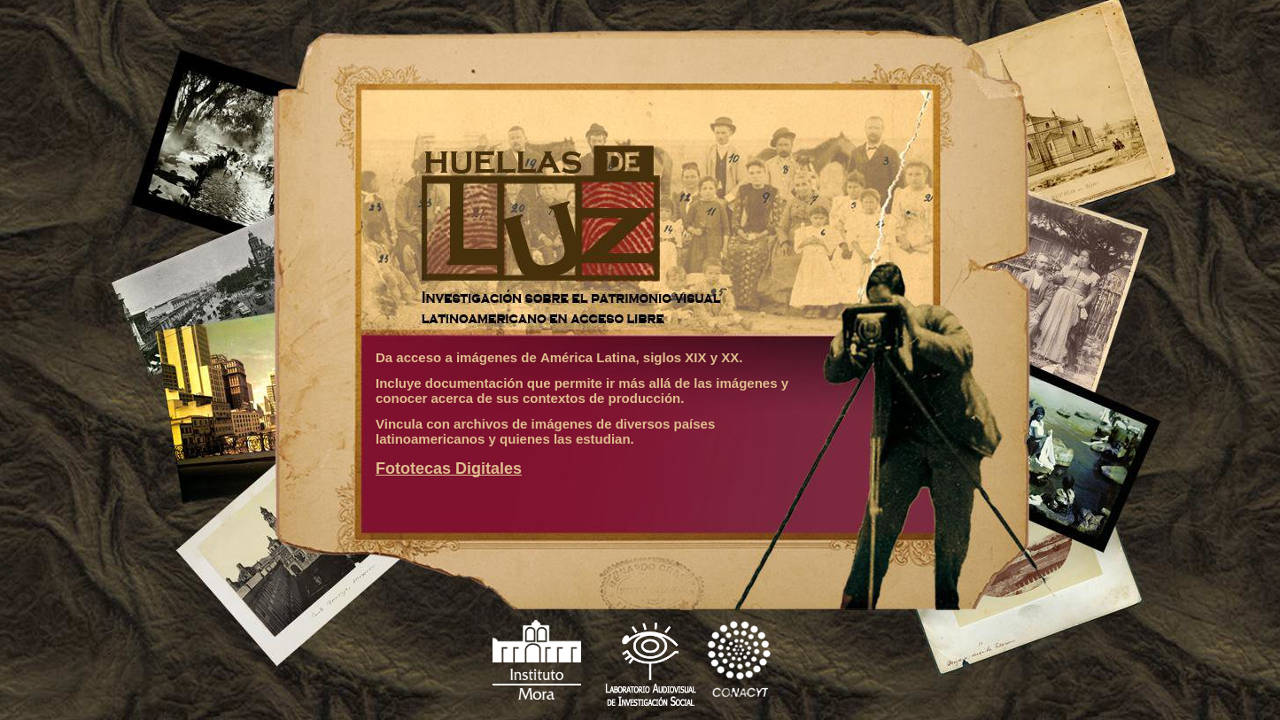 HUELLAS DE
LUZ
Investigación sobre el patrimonio visual
latinoamericano en acceso libre
Da acceso a imágenes de América Latina, siglos XIX y XX.
Incluye documentación que permite ir más allá de las imágenes y
conocer acerca de sus contextos de producción.
Vincula con archivos de imágenes de diversos países
latinoamericanos y quienes las estudian.
Fototecas Digitales
Instituto
Mora
Laboratorio Audiovisual
de Investigación Social
CONACYT